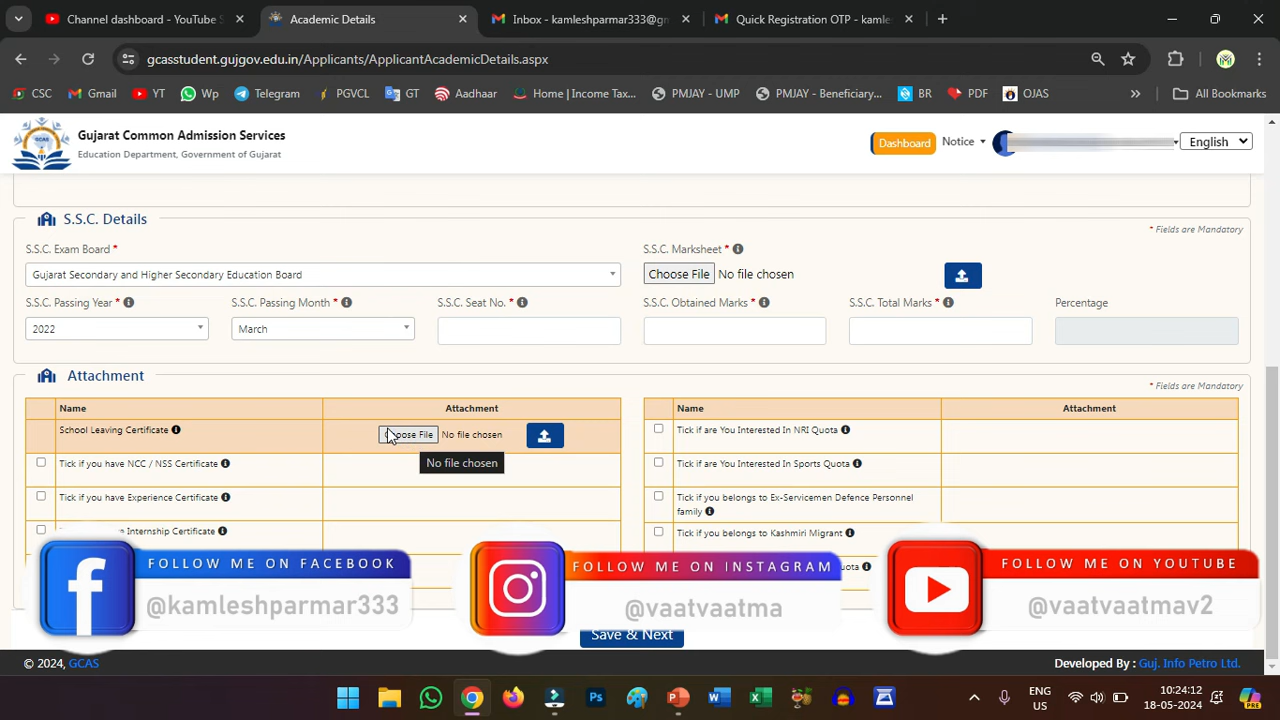 Channel dashboard - YouTube S
Academic Details
Inbox - kamleshparmar333@gm
Quick Registration OTP - kamle
gcasstudent.gujgov.edu.in/Applicants/ApplicantAcademicDetails.aspx
CSC
Gmail
YT
Wp
Telegram
PGVCL
GT
Aadhaar
Home | Income Tax...
PMJAY - UMP
PMJAY - Beneficiary...
BR
PDF
OJAS
All Bookmarks
Gujarat Common Admission Services
Education Department, Government of Gujarat
Dashboard
Notice
English
S.S.C. Details
* Fields are Mandatory
S.S.C. Exam Board *
S.S.C. Marksheet *
Gujarat Secondary and Higher Secondary Education Board
Choose File No file chosen
S.S.C. Passing Year *
S.S.C. Passing Month *
S.S.C. Seat No. *
S.S.C. Obtained Marks *
S.S.C. Total Marks *
Percentage
2022
March
Attachment
* Fields are Mandatory
Name
Attachment
Name
Attachment
School Leaving Certificate
Choose File No file chosen
Tick if are You Interested In NRI Quota
No file chosen
Tick if you have NCC / NSS Certificate
Tick if are You Interested In Sports Quota
Tick if you have Experience Certificate
Tick if you belongs to Ex-Servicemen Defence Personnel
family
Internship Certificate
Tick if you belongs to Kashmiri Migrant
FOLLOW ME ON FACEBOOK
@kamleshparmar333
FOLLOW ME ON INSTAGRAM
@vaatvaatma
uota
FOLLOW ME ON YOUTUBE
@vaatvaatmav2
Save & Next
© 2024, GCAS
Developed By : Guj. Info Petro Ltd.
ENG
US
10:24:12
18-05-2024
PRE